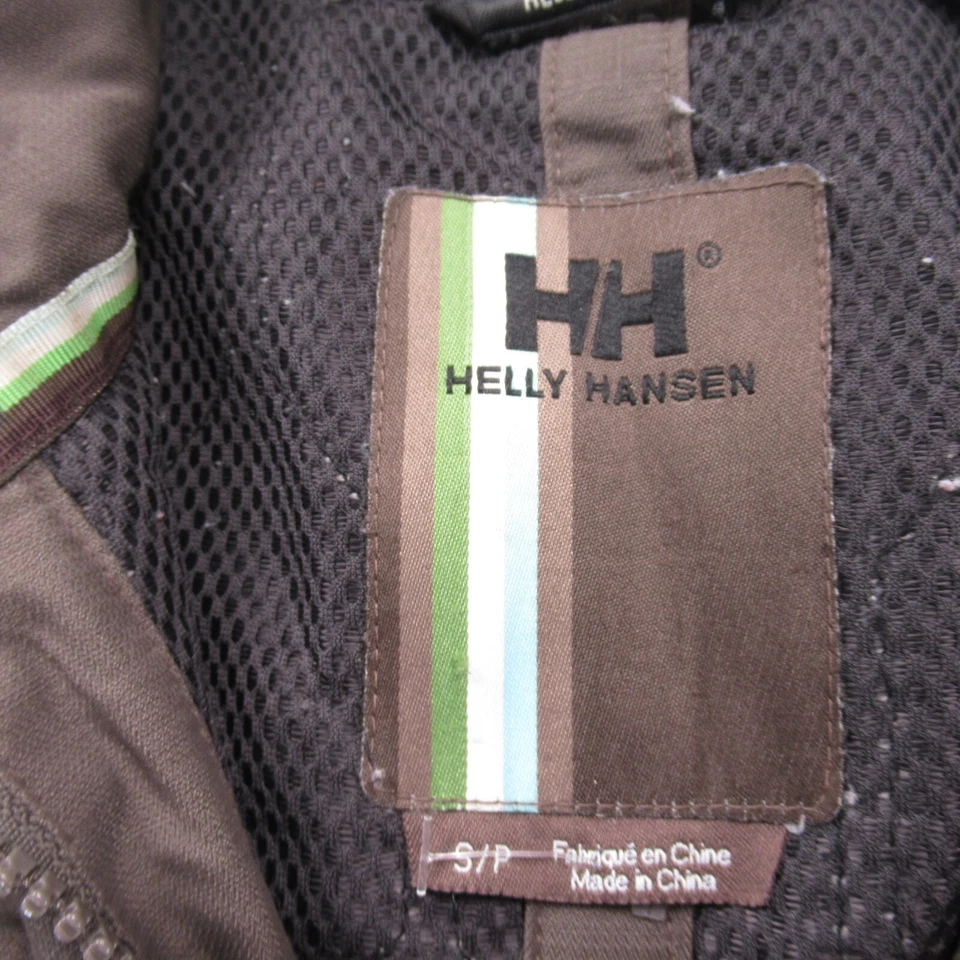 HH®
HELLY HANSEN
S/P Fabriqué en Chine
Made in China